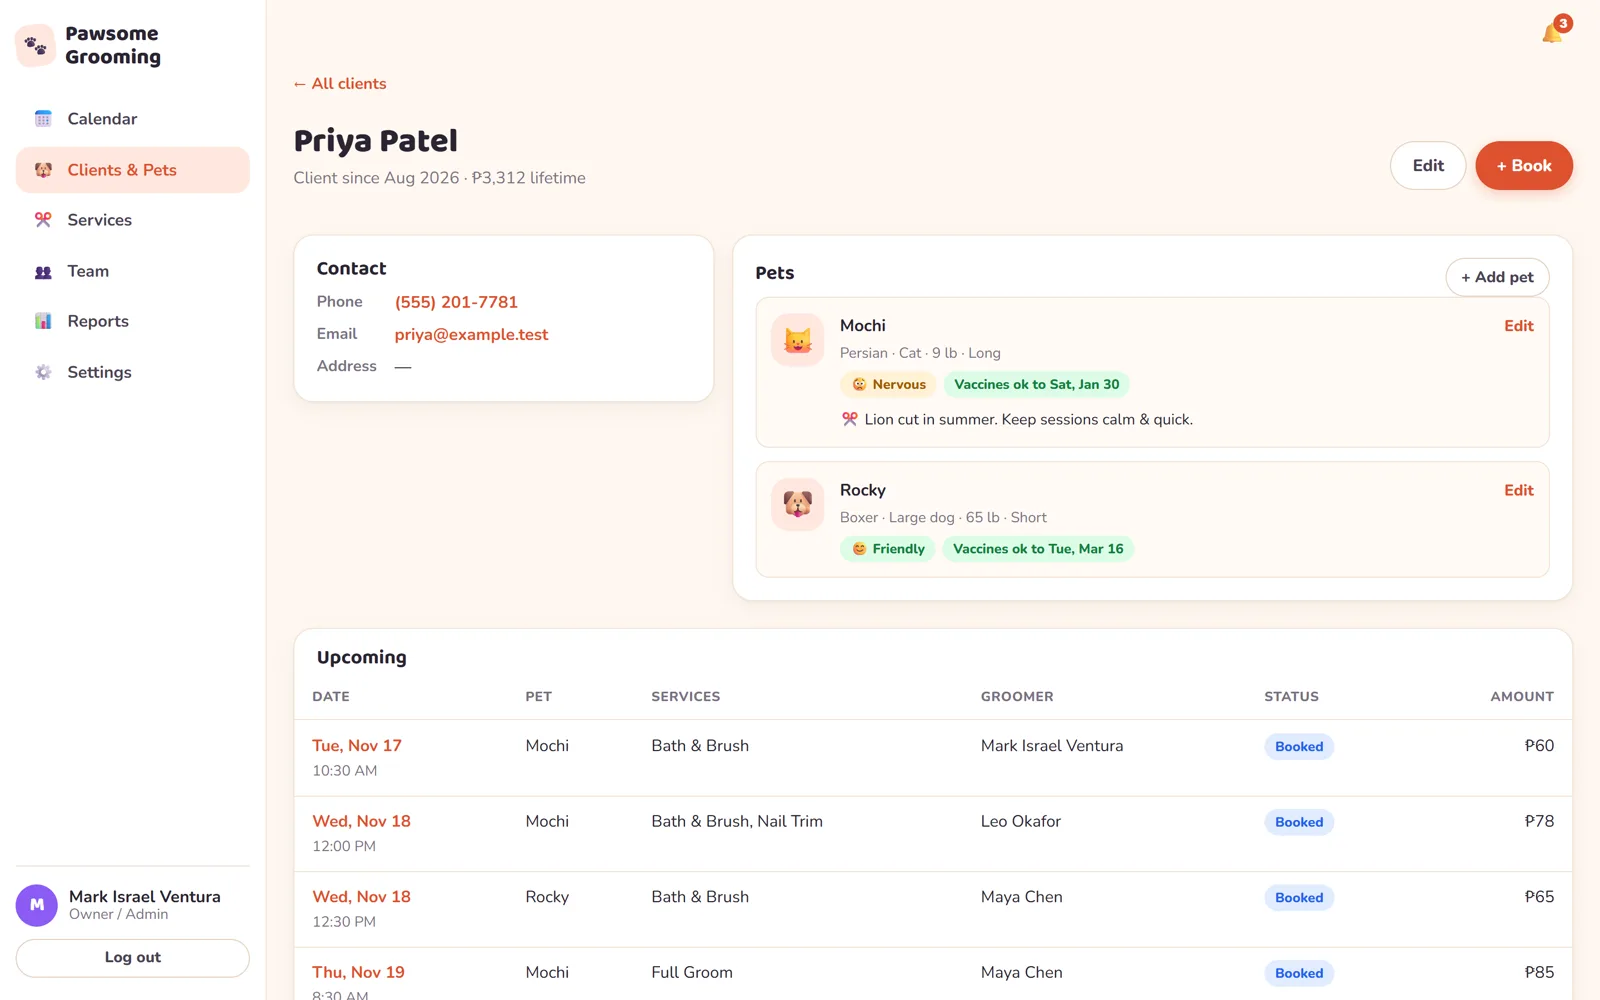 Pawsome
Grooming
Calendar
Clients & Pets
Services
Team
Reports
Settings
Mark Israel Ventura
Owner / Admin
M
Log out
3
← All clients
Priya Patel
Client since Aug 2026 · ₱3,312 lifetime
Edit
+ Book
Contact
Phone (555) 201-7781
Email priya@example.test
Address —
Pets
+ Add pet
Mochi
Edit
Persian · Cat · 9 lb · Long
Nervous
Vaccines ok to Sat, Jan 30
Lion cut in summer. Keep sessions calm & quick.
Rocky
Edit
Boxer · Large dog · 65 lb · Short
Friendly
Vaccines ok to Tue, Mar 16
Upcoming
DATE PET SERVICES GROOMER STATUS AMOUNT
Tue, Nov 17 Mochi Bath & Brush Mark Israel Ventura Booked ₱60
10:30 AM
Wed, Nov 18 Mochi Bath & Brush, Nail Trim Leo Okafor Booked ₱78
12:00 PM
Wed, Nov 18 Rocky Bath & Brush Maya Chen Booked ₱65
12:30 PM
Thu, Nov 19 Mochi Full Groom Maya Chen Booked ₱85
8:30 AM